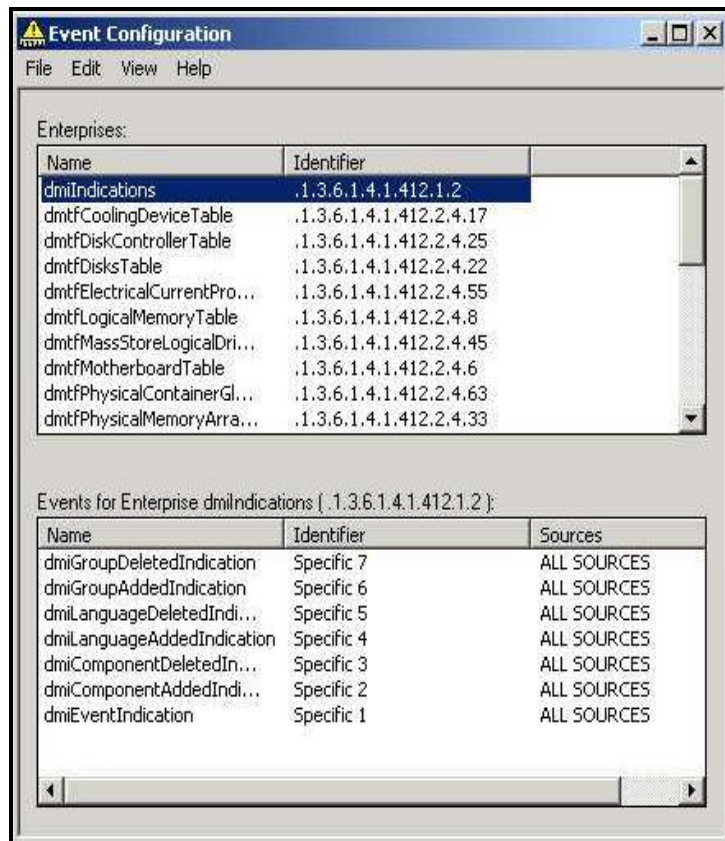 Event Configuration
File Edit View Help
Enterprises:
Name Identifier
dmiIndications .1.3.6.1.4.1.412.1.2
dmtfCoolingDeviceTable .1.3.6.1.4.1.412.2.4.17
dmtfDiskControllerTable .1.3.6.1.4.1.412.2.4.25
dmtfDisksTable .1.3.6.1.4.1.412.2.4.22
dmtfElectricalCurrentPro... .1.3.6.1.4.1.412.2.4.55
dmtfLogicalMemoryTable .1.3.6.1.4.1.412.2.4.8
dmtfMassStoreLogicalDri... .1.3.6.1.4.1.412.2.4.45
dmtfMotherboardTable .1.3.6.1.4.1.412.2.4.6
dmtfPhysicalContainerGl... .1.3.6.1.4.1.412.2.4.63
dmtfPhysicalMemoryArra... .1.3.6.1.4.1.412.2.4.33
Events for Enterprise dmiIndications ( .1.3.6.1.4.1.412.1.2 ):
Name Identifier Sources
dmiGroupDeletedIndication Specific 7 ALL SOURCES
dmiGroupAddedIndication Specific 6 ALL SOURCES
dmiLanguageDeletedIndi... Specific 5 ALL SOURCES
dmiLanguageAddedIndication Specific 4 ALL SOURCES
dmiComponentDeletedIn... Specific 3 ALL SOURCES
dmiComponentAddedIndi... Specific 2 ALL SOURCES
dmiEventIndication Specific 1 ALL SOURCES